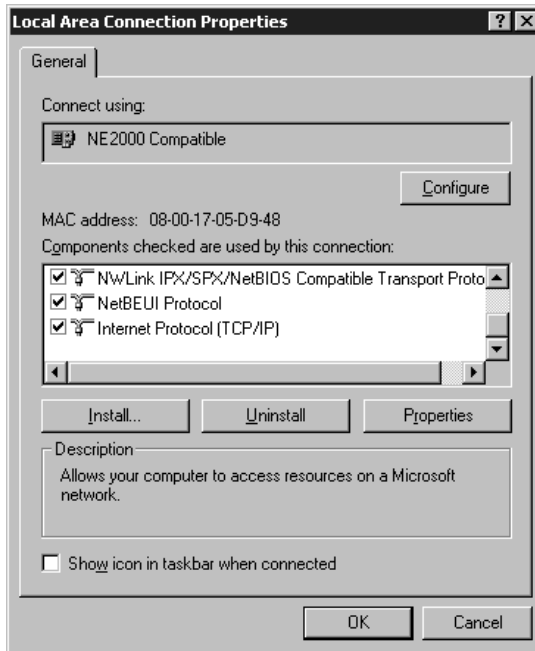 Local Area Connection Properties
General
Connect using:
NE2000 Compatible
Configure
MAC address: 08-00-17-05-D9-48
Components checked are used by this connection:
NWLink IPX/SPX/NetBIOS Compatible Transport Proto
NetBEUI Protocol
Internet Protocol (TCP/IP)
Install... Uninstall Properties
Description
Allows your computer to access resources on a Microsoft
network.
Show icon in taskbar when connected
OK Cancel